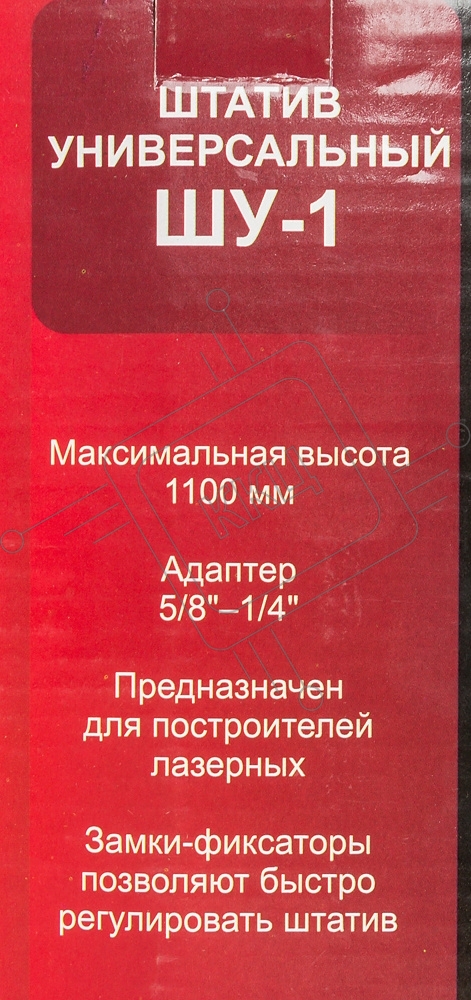 ШТАТИВ
УНИВЕРСАЛЬНЫЙ
ШУ-1
Максимальная высота
1100 мм
Адаптер
5/8"–1/4"
Предназначен
для построителей
лазерных
Замки-фиксаторы
позволяют быстро
регулировать штатив